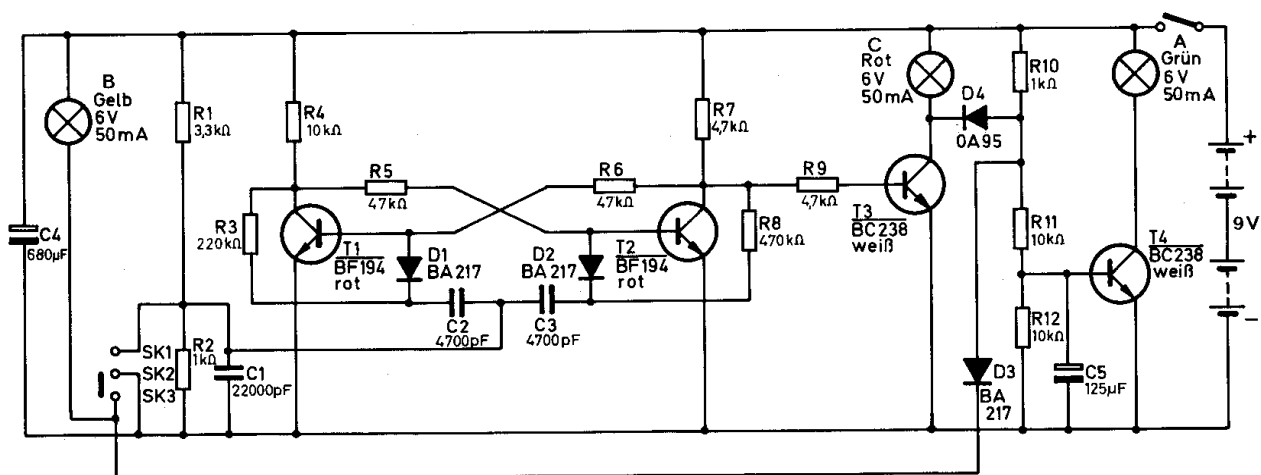 B
Gelb
6V
50mA
R1
3,3kΩ
R4
10kΩ
R7
4,7kΩ
C
Rot
6V
50mA
D4
OA95
R10
1kΩ
A
Grün
6V
50mA
+
9V
−
R5
47kΩ
R6
47kΩ
R9
4,7kΩ
R3
220kΩ
T1
BF194
rot
D1
BA 217
D2
BA 217
T2
BF194
rot
R8
470kΩ
T3
BC238
weiß
R11
10kΩ
T4
BC238
weiß
C4
680µF
C2
4700pF
C3
4700pF
SK1
SK2
SK3
R2
1kΩ
C1
22000pF
D3
BA
217
R12
10kΩ
C5
125µF